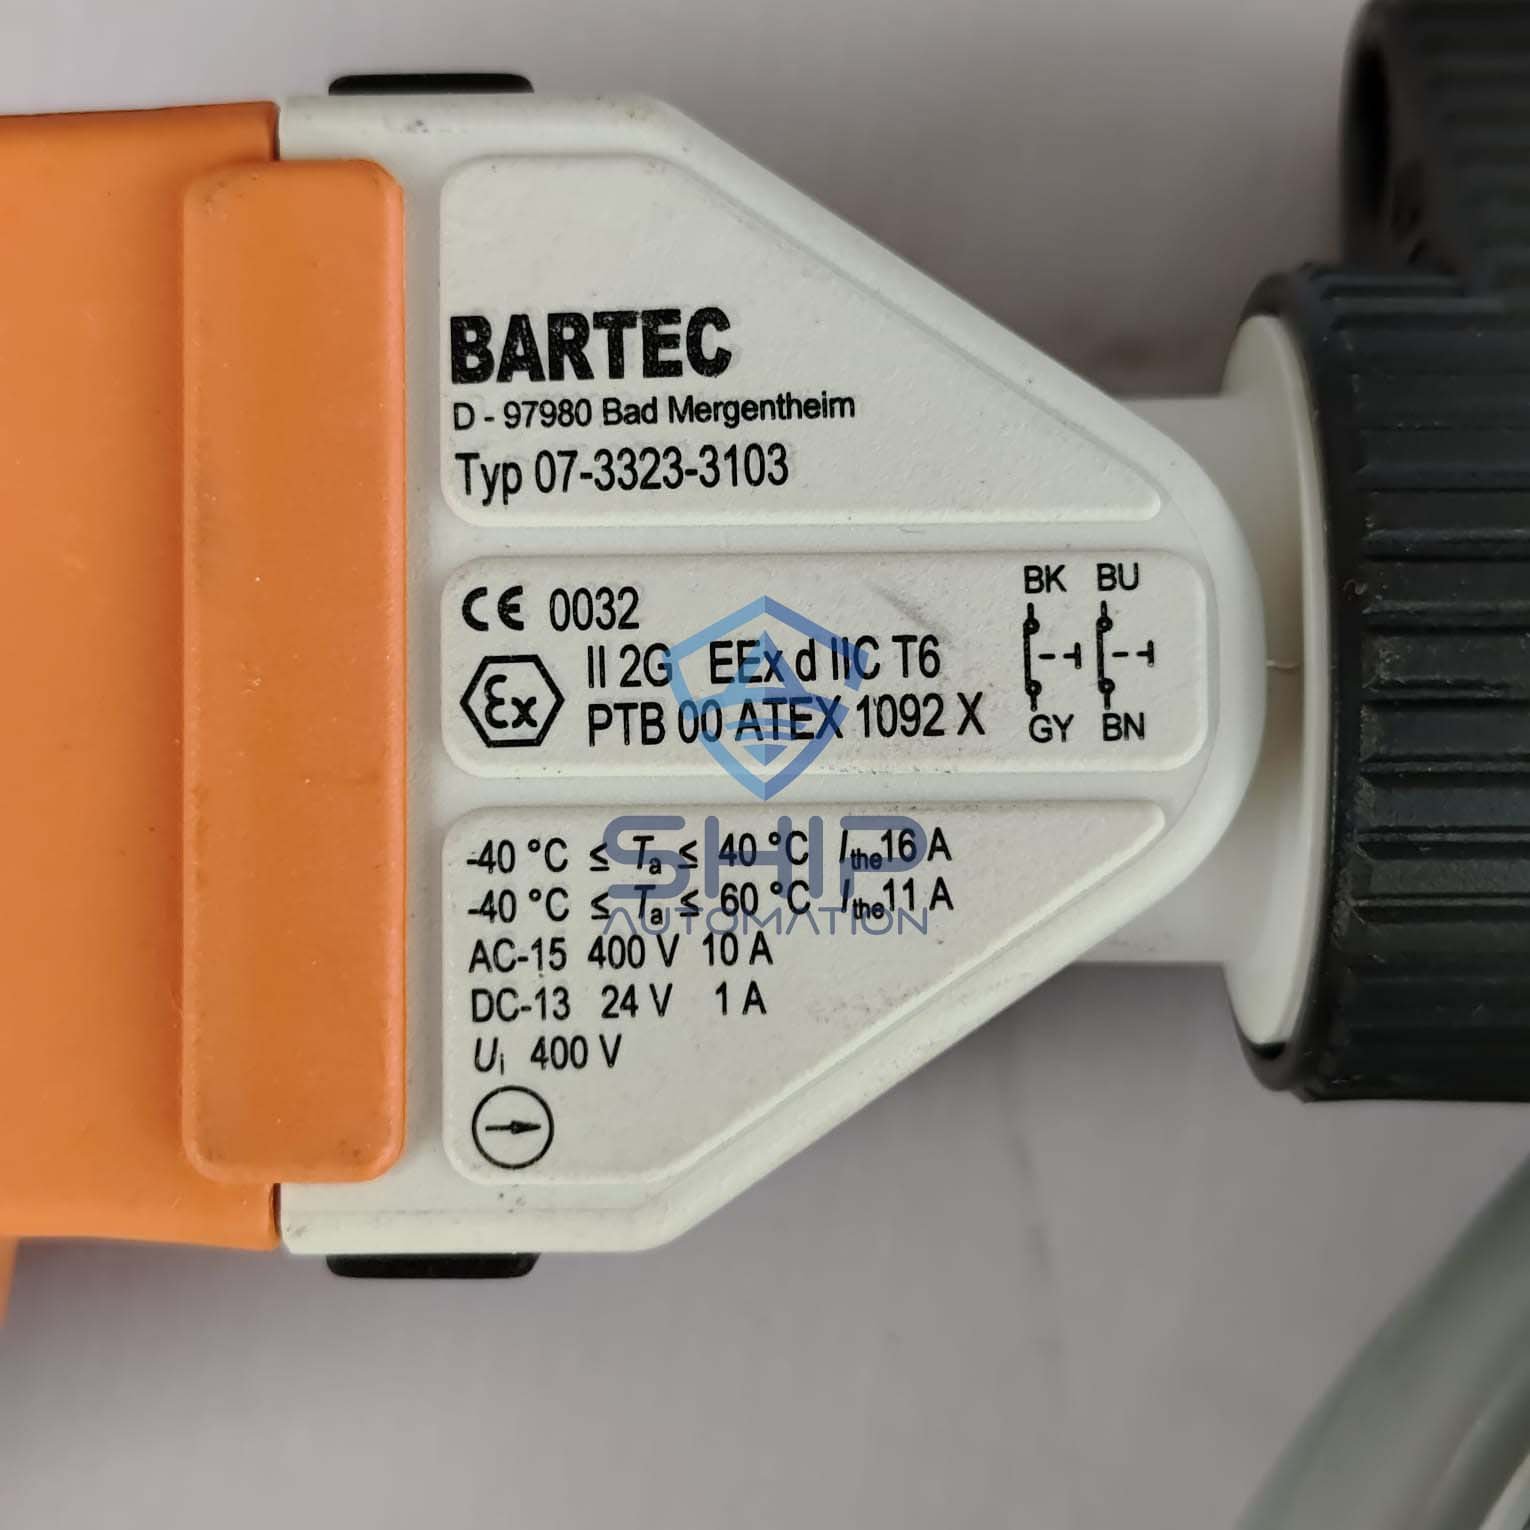 BARTEC
D - 97980 Bad Mergentheim
Typ 07-3323-3103
CE 0032
Ex II 2G EEx d IIC T6
PTB 00 ATEX 1092 X
BK BU
GY BN
-40 °C ≤ Ta ≤ 40 °C Ithe 16 A
-40 °C ≤ Ta ≤ 60 °C Ithe 11 A
AC-15 400 V 10 A
DC-13 24 V 1 A
Ui 400 V
SHIP
AUTOMATION